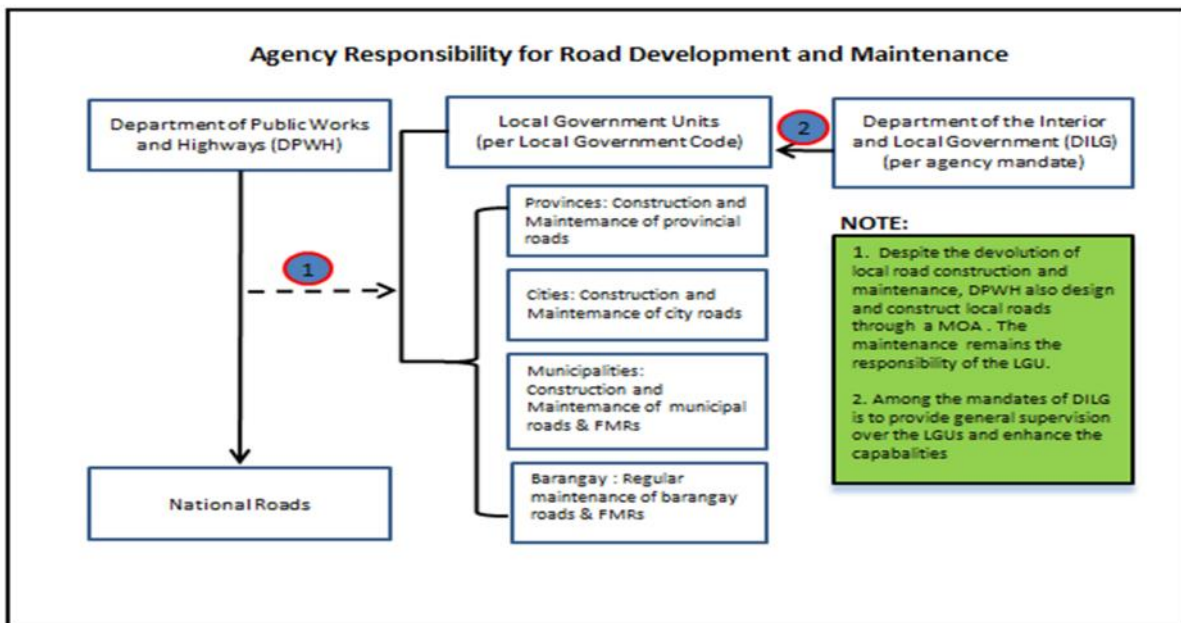 Agency Responsibility for Road Development and Maintenance
Department of Public Works
and Highways (DPWH)
Local Government Units
(per Local Government Code)
2
Department of the Interior
and Local Government (DILG)
(per agency mandate)
Provinces: Construction and
Maintemance of provincial
roads
1
Cities: Construction and
Maintenance of city roads
Municipalities:
Construction and
Maintenance of municipal
roads & FMRs
Barangay : Regular
maintenance of barangay
roads & FMRs
National Roads
NOTE:
1. Despite the devolution of
local road construction and
maintenance, DPWH also design
and construct local roads
through a MOA . The
maintenance remains the
responsibility of the LGU.
2. Among the mandates of DILG
is to provide general supervision
over the LGUs and enhance the
capabalities